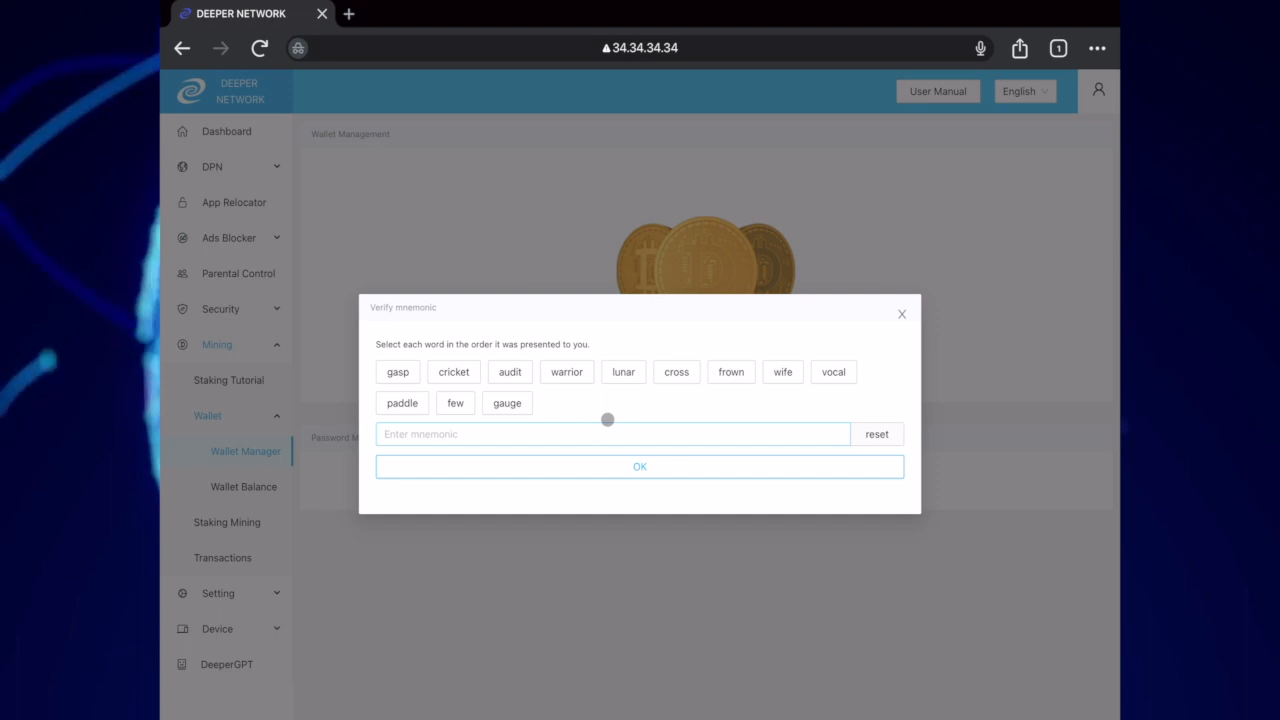 DEEPER NETWORK
34.34.34.34
1
DEEPER
NETWORK
User Manual
English
Dashboard
DPN
App Relocator
Ads Blocker
Parental Control
Security
Mining
Staking Tutorial
Wallet
Wallet Manager
Wallet Balance
Staking Mining
Transactions
Setting
Device
DeeperGPT
Wallet Management
Password M
Verify mnemonic
X
Select each word in the order it was presented to you.
gasp cricket audit warrior lunar cross frown wife vocal
paddle few gauge
Enter mnemonic reset
OK